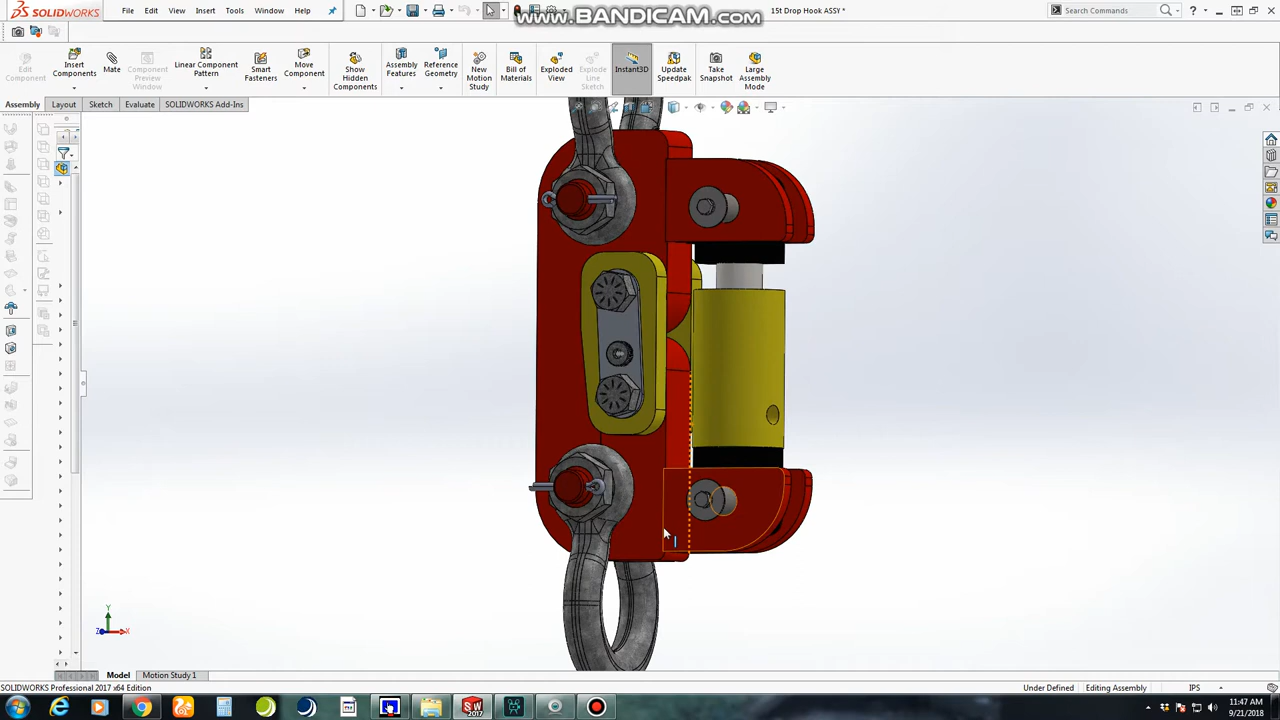 SOLIDWORKS
File
Edit
View
Insert
Tools
Window
Help
www.BANDICAM.com
15t Drop Hook ASSY *
Search Commands
Edit
Component
Insert
Components
Mate
Component
Preview
Window
Linear Component
Pattern
Smart
Fasteners
Move
Component
Show
Hidden
Components
Assembly
Features
Reference
Geometry
New
Motion
Study
Bill of
Materials
Exploded
View
Explode
Line
Sketch
Instant3D
Update
Speedpak
Take
Snapshot
Large
Assembly
Mode
Assembly
Layout
Sketch
Evaluate
SOLIDWORKS Add-Ins
Y
Z
X
Model
Motion Study 1
SOLIDWORKS Professional 2017 x64 Edition
Under Defined
Editing Assembly
IPS
SW
2017
11:47 AM
9/21/2018